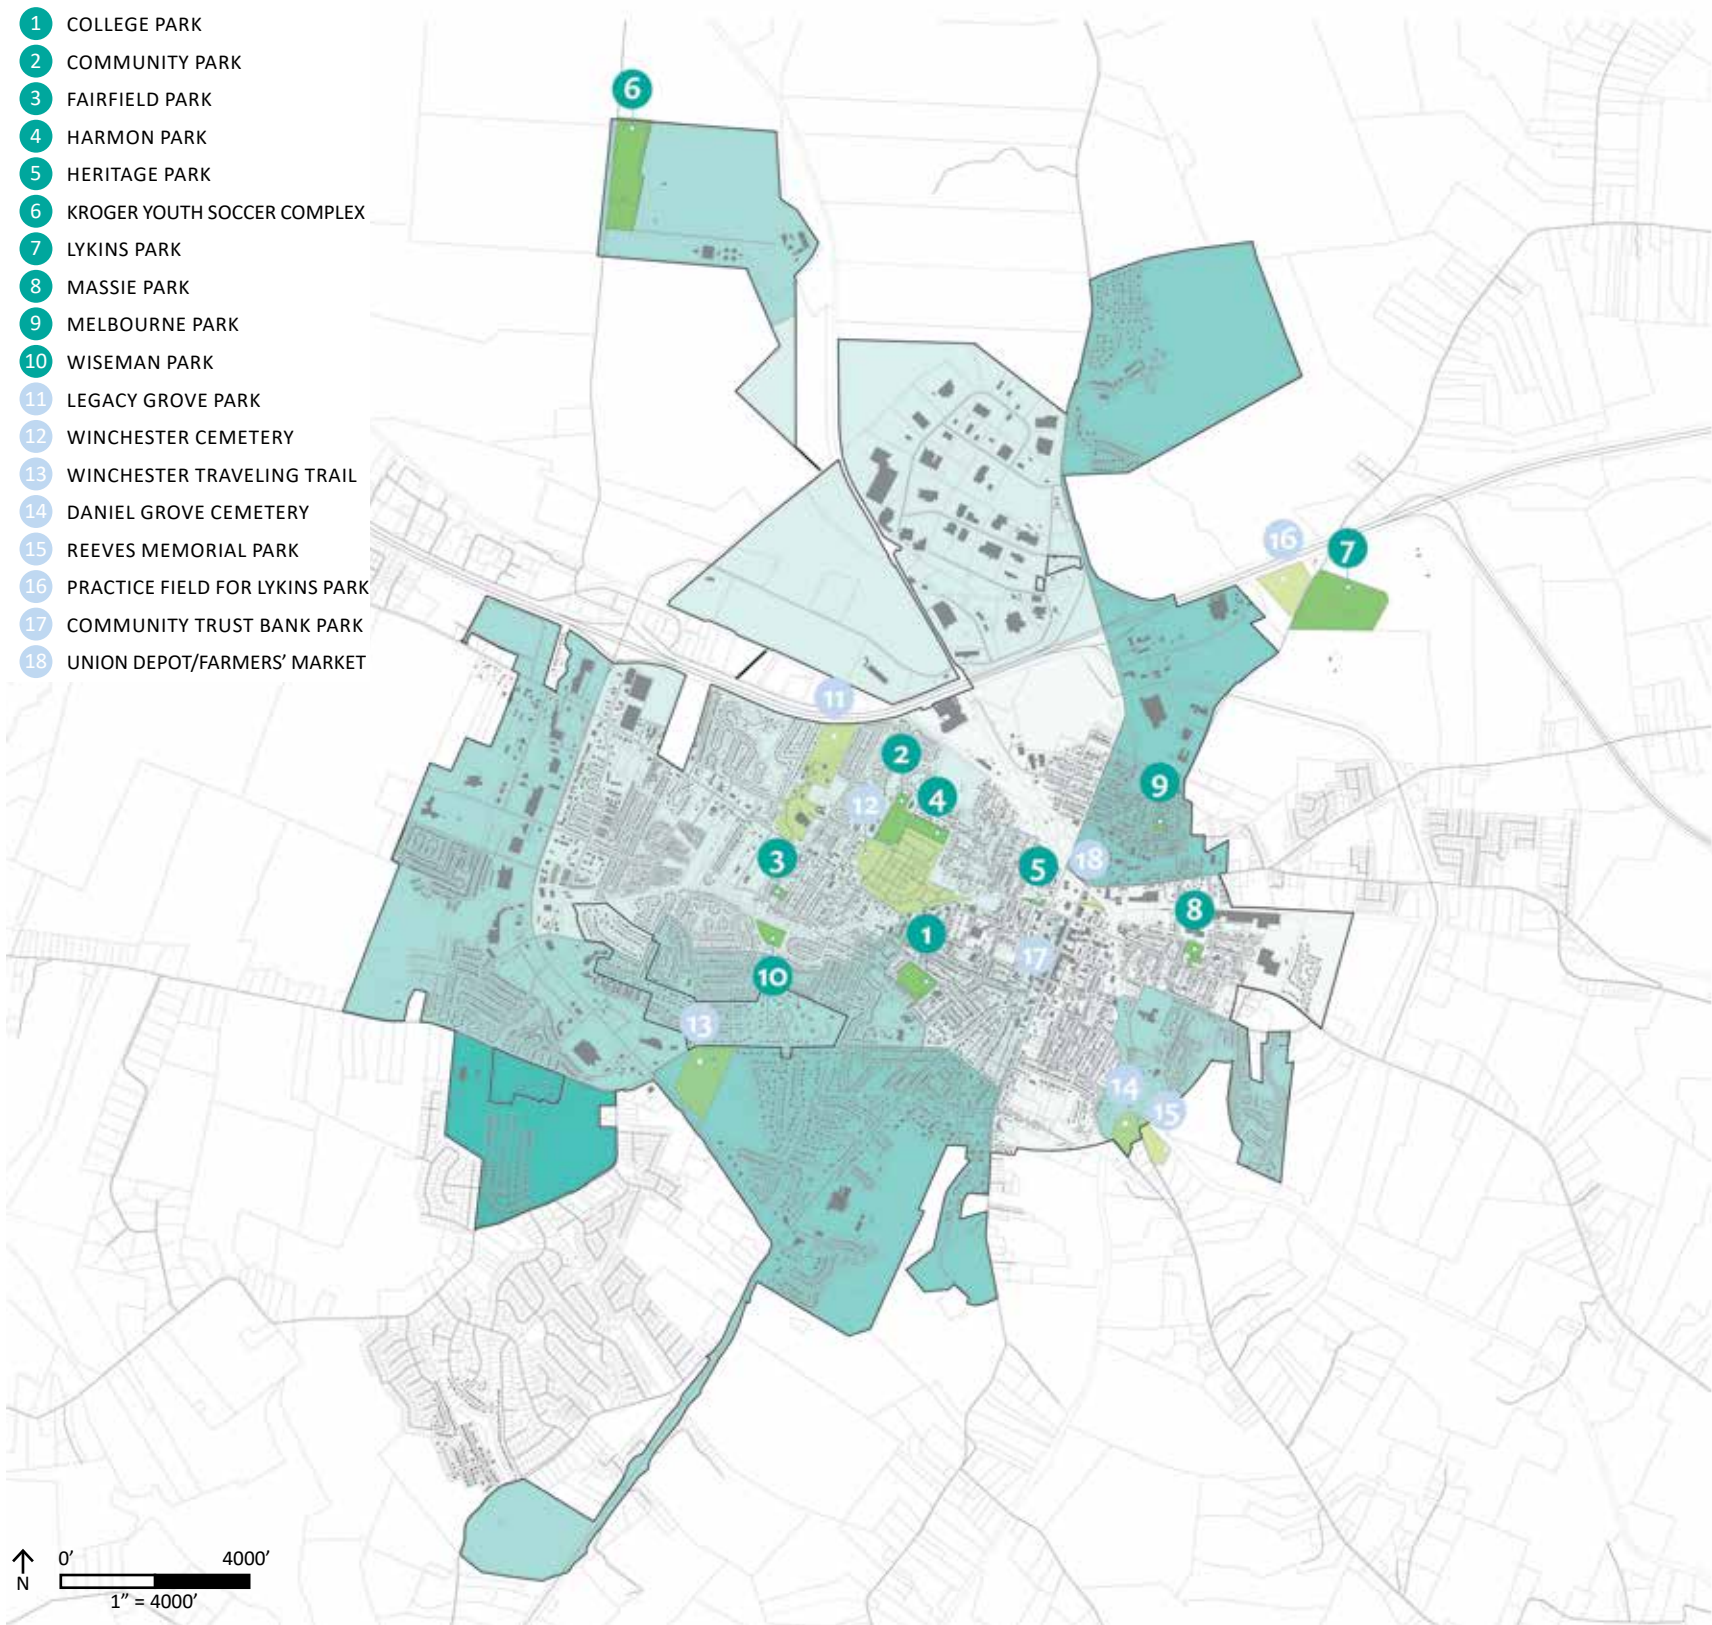 1 COLLEGE PARK
2 COMMUNITY PARK
3 FAIRFIELD PARK
4 HARMON PARK
5 HERITAGE PARK
6 KROGER YOUTH SOCCER COMPLEX
7 LYKINS PARK
8 MASSIE PARK
9 MELBOURNE PARK
10 WISEMAN PARK
11 LEGACY GROVE PARK
12 WINCHESTER CEMETERY
13 WINCHESTER TRAVELING TRAIL
14 DANIEL GROVE CEMETERY
15 REEVES MEMORIAL PARK
16 PRACTICE FIELD FOR LYKINS PARK
17 COMMUNITY TRUST BANK PARK
18 UNION DEPOT/FARMERS’ MARKET
6
16
7
11
2
9
4
12
3
5
18
8
1
17
10
13
14
15
0′ 4000′
N
1″ = 4000′